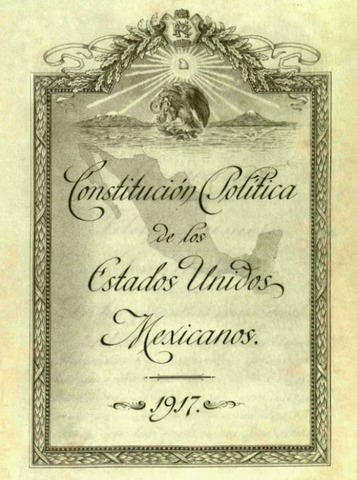 Constitución Política
de los
Estados Unidos
Mexicanos.
1917.